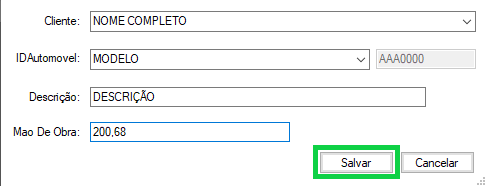 Cliente: NOME COMPLETO
IDAutomovel: MODELO AAA0000
Descrição: DESCRIÇÃO
Mao De Obra: 200,68
Salvar Cancelar